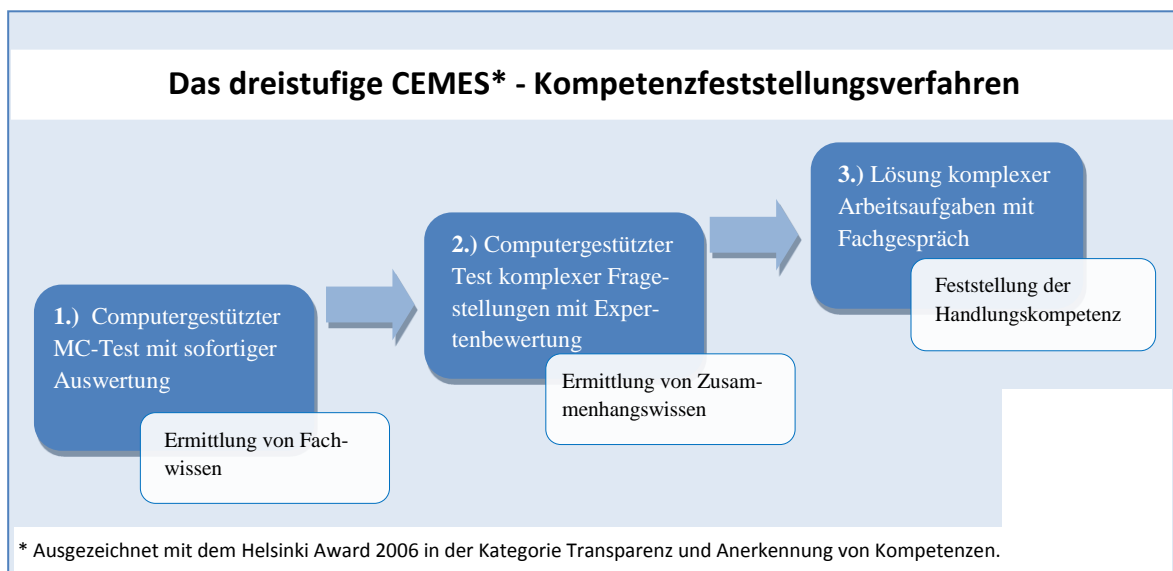 Das dreistufige CEMES* - Kompetenzfeststellungsverfahren
1.) Computergestützter
MC-Test mit sofortiger
Auswertung
Ermittlung von Fach-
wissen
2.) Computergestützter
Test komplexer Frage-
stellungen mit Exper-
tenbewertung
Ermittlung von Zusam-
menhangswissen
3.) Lösung komplexer
Arbeitsaufgaben mit
Fachgespräch
Feststellung der
Handlungskompetenz
* Ausgezeichnet mit dem Helsinki Award 2006 in der Kategorie Transparenz und Anerkennung von Kompetenzen.